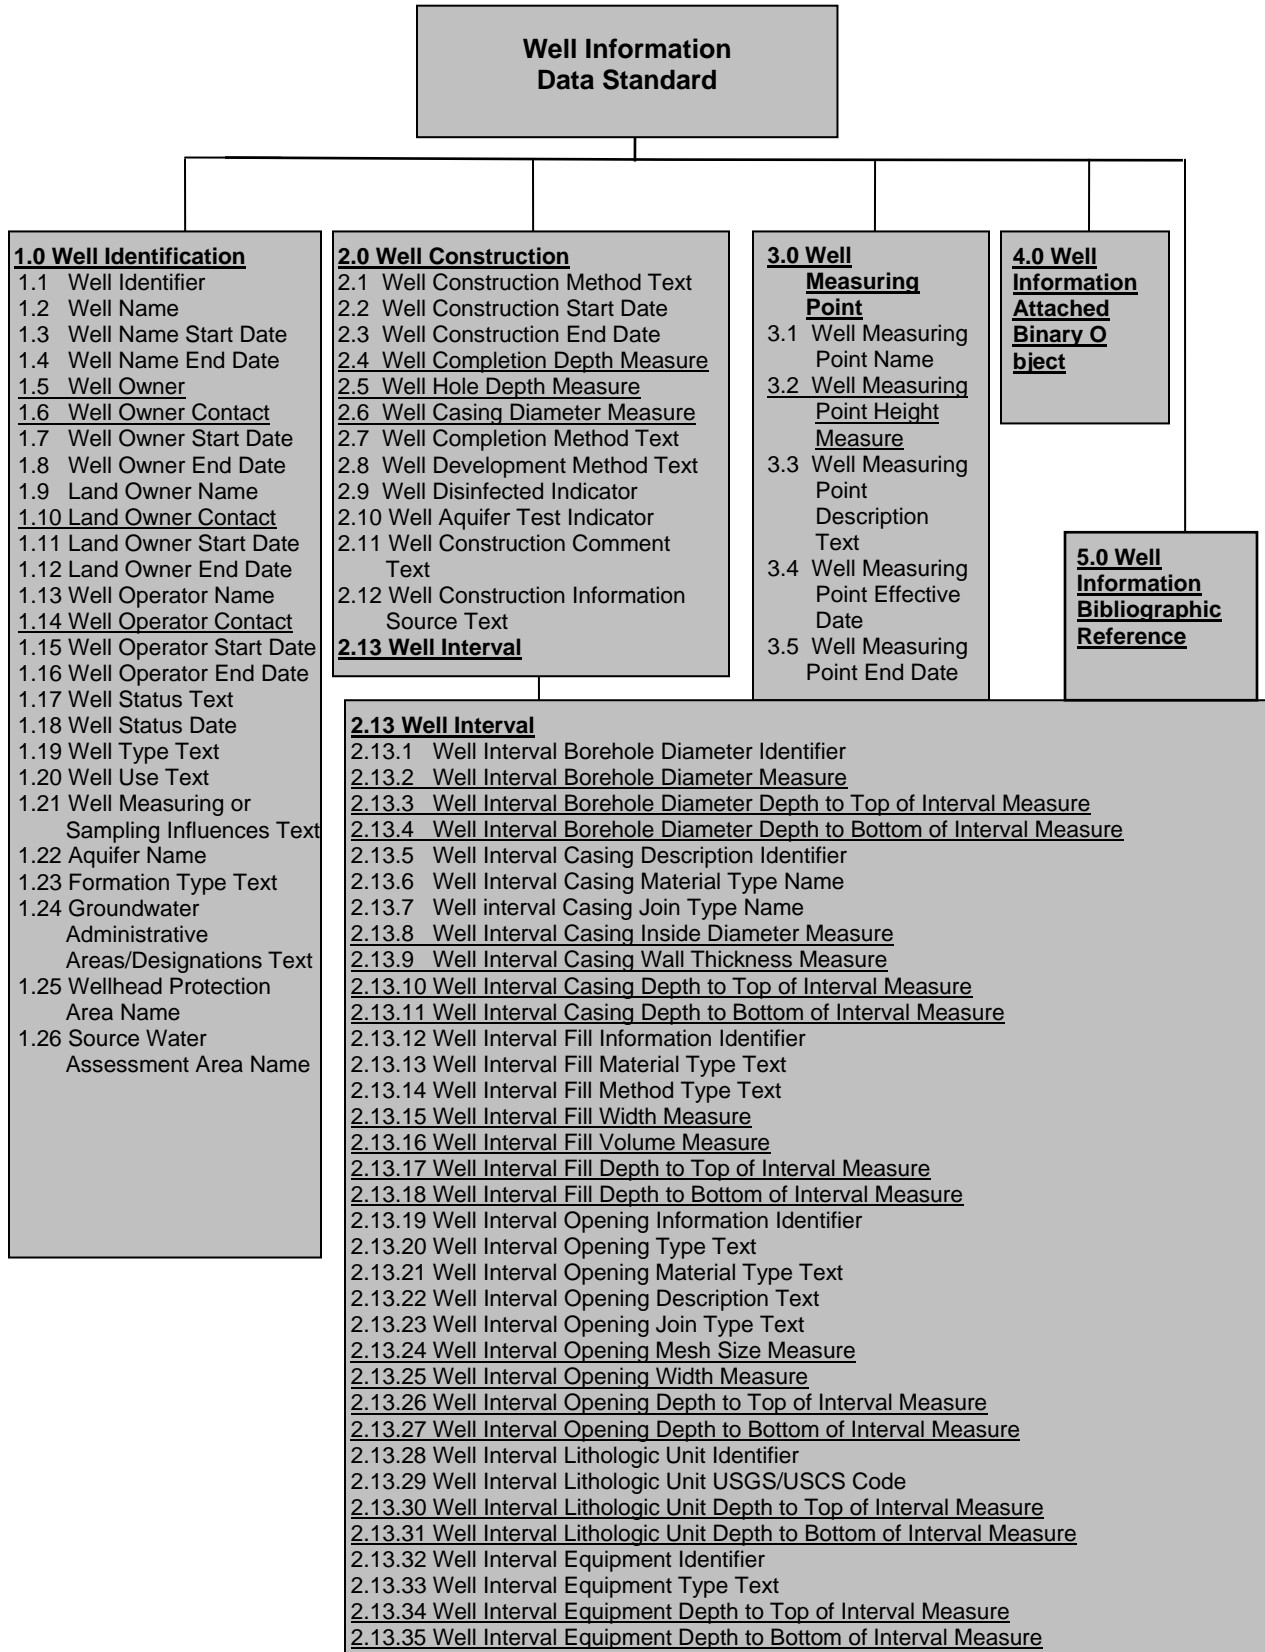 Well Information
Data Standard
1.0 Well Identification
1.1 Well Identifier
1.2 Well Name
1.3 Well Name Start Date
1.4 Well Name End Date
1.5 Well Owner
1.6 Well Owner Contact
1.7 Well Owner Start Date
1.8 Well Owner End Date
1.9 Land Owner Name
1.10 Land Owner Contact
1.11 Land Owner Start Date
1.12 Land Owner End Date
1.13 Well Operator Name
1.14 Well Operator Contact
1.15 Well Operator Start Date
1.16 Well Operator End Date
1.17 Well Status Text
1.18 Well Status Date
1.19 Well Type Text
1.20 Well Use Text
1.21 Well Measuring or
Sampling Influences Text
1.22 Aquifer Name
1.23 Formation Type Text
1.24 Groundwater
Administrative
Areas/Designations Text
1.25 Wellhead Protection
Area Name
1.26 Source Water
Assessment Area Name
2.0 Well Construction
2.1 Well Construction Method Text
2.2 Well Construction Start Date
2.3 Well Construction End Date
2.4 Well Completion Depth Measure
2.5 Well Hole Depth Measure
2.6 Well Casing Diameter Measure
2.7 Well Completion Method Text
2.8 Well Development Method Text
2.9 Well Disinfected Indicator
2.10 Well Aquifer Test Indicator
2.11 Well Construction Comment
Text
2.12 Well Construction Information
Source Text
2.13 Well Interval
3.0 Well
Measuring
Point
3.1 Well Measuring
Point Name
3.2 Well Measuring
Point Height
Measure
3.3 Well Measuring
Point
Description
Text
3.4 Well Measuring
Point Effective
Date
3.5 Well Measuring
Point End Date
4.0 Well
Information
Attached
Binary O
bject
5.0 Well
Information
Bibliographic
Reference
2.13 Well Interval
2.13.1 Well Interval Borehole Diameter Identifier
2.13.2 Well Interval Borehole Diameter Measure
2.13.3 Well Interval Borehole Diameter Depth to Top of Interval Measure
2.13.4 Well Interval Borehole Diameter Depth to Bottom of Interval Measure
2.13.5 Well Interval Casing Description Identifier
2.13.6 Well Interval Casing Material Type Name
2.13.7 Well interval Casing Join Type Name
2.13.8 Well Interval Casing Inside Diameter Measure
2.13.9 Well Interval Casing Wall Thickness Measure
2.13.10 Well Interval Casing Depth to Top of Interval Measure
2.13.11 Well Interval Casing Depth to Bottom of Interval Measure
2.13.12 Well Interval Fill Information Identifier
2.13.13 Well Interval Fill Material Type Text
2.13.14 Well Interval Fill Method Type Text
2.13.15 Well Interval Fill Width Measure
2.13.16 Well Interval Fill Volume Measure
2.13.17 Well Interval Fill Depth to Top of Interval Measure
2.13.18 Well Interval Fill Depth to Bottom of Interval Measure
2.13.19 Well Interval Opening Information Identifier
2.13.20 Well Interval Opening Type Text
2.13.21 Well Interval Opening Material Type Text
2.13.22 Well Interval Opening Description Text
2.13.23 Well Interval Opening Join Type Text
2.13.24 Well Interval Opening Mesh Size Measure
2.13.25 Well Interval Opening Width Measure
2.13.26 Well Interval Opening Depth to Top of Interval Measure
2.13.27 Well Interval Opening Depth to Bottom of Interval Measure
2.13.28 Well Interval Lithologic Unit Identifier
2.13.29 Well Interval Lithologic Unit USGS/USCS Code
2.13.30 Well Interval Lithologic Unit Depth to Top of Interval Measure
2.13.31 Well Interval Lithologic Unit Depth to Bottom of Interval Measure
2.13.32 Well Interval Equipment Identifier
2.13.33 Well Interval Equipment Type Text
2.13.34 Well Interval Equipment Depth to Top of Interval Measure
2.13.35 Well Interval Equipment Depth to Bottom of Interval Measure